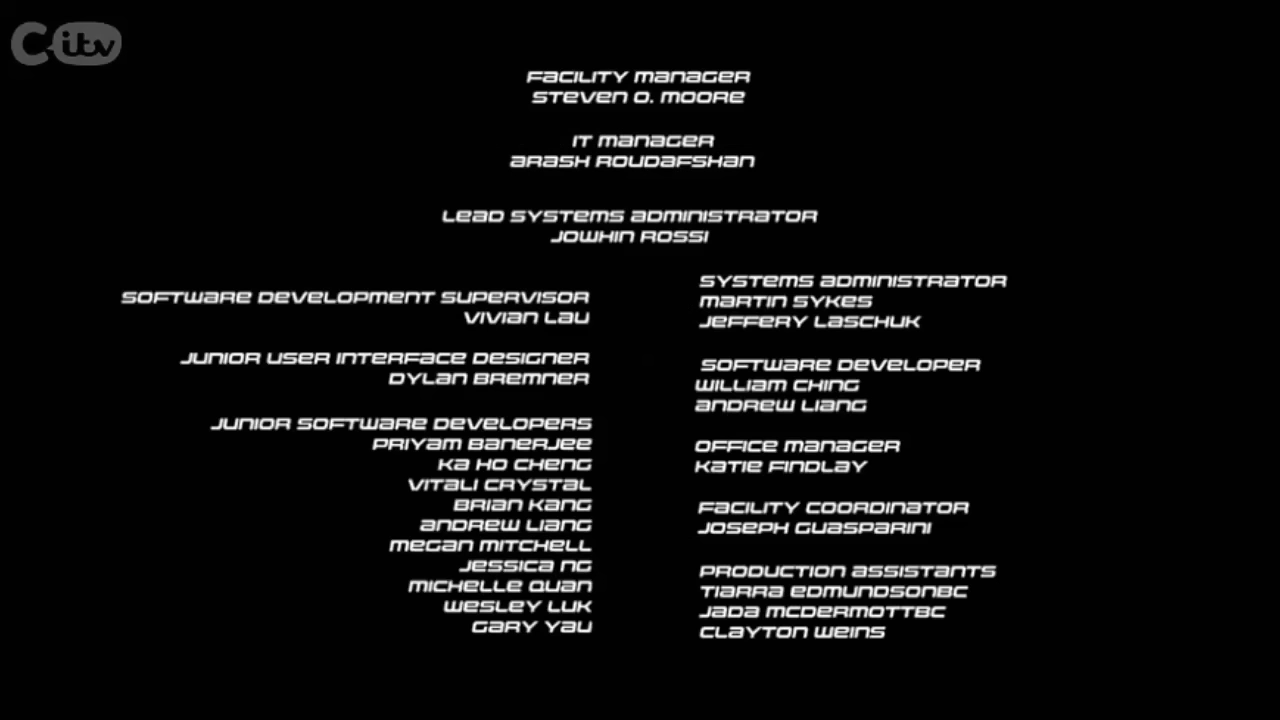 Citv
FACILITY MANAGER
STEVEN O. MOORE
IT MANAGER
ARASH ROUDAFSHAN
LEAD SYSTEMS ADMINISTRATOR
JOWHIN ROSSI
SOFTWARE DEVELOPMENT SUPERVISOR
VIVIAN LAU
JUNIOR USER INTERFACE DESIGNER
DYLAN BREMNER
JUNIOR SOFTWARE DEVELOPERS
PRIYAM BANERJEE
KA HO CHENG
VITALI CRYSTAL
BRIAN KANG
ANDREW LIANG
MEGAN MITCHELL
JESSICA NG
MICHELLE QUAN
WESLEY LUK
GARY YAU
SYSTEMS ADMINISTRATOR
MARTIN SYKES
JEFFERY LASCHUK
SOFTWARE DEVELOPER
WILLIAM CHING
ANDREW LIANG
OFFICE MANAGER
KATIE FINDLAY
FACILITY COORDINATOR
JOSEPH GUASPARINI
PRODUCTION ASSISTANTS
TIARRA EDMUNDSONBC
JADA MCDERMOTTBC
CLAYTON WEINS